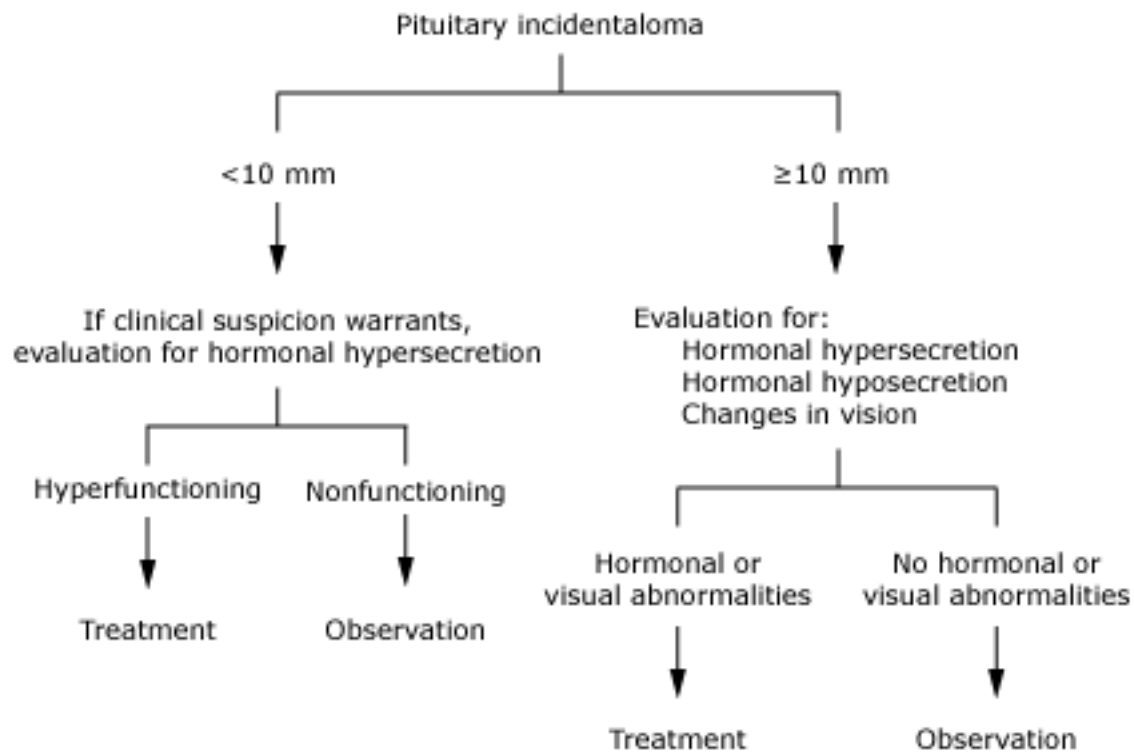 Pituitary incidentaloma
<10 mm
≥10 mm
If clinical suspicion warrants,
evaluation for hormonal hypersecretion
Evaluation for:
Hormonal hypersecretion
Hormonal hyposecretion
Changes in vision
Hyperfunctioning
Nonfunctioning
Treatment
Observation
Hormonal or
visual abnormalities
No hormonal or
visual abnormalities
Treatment
Observation